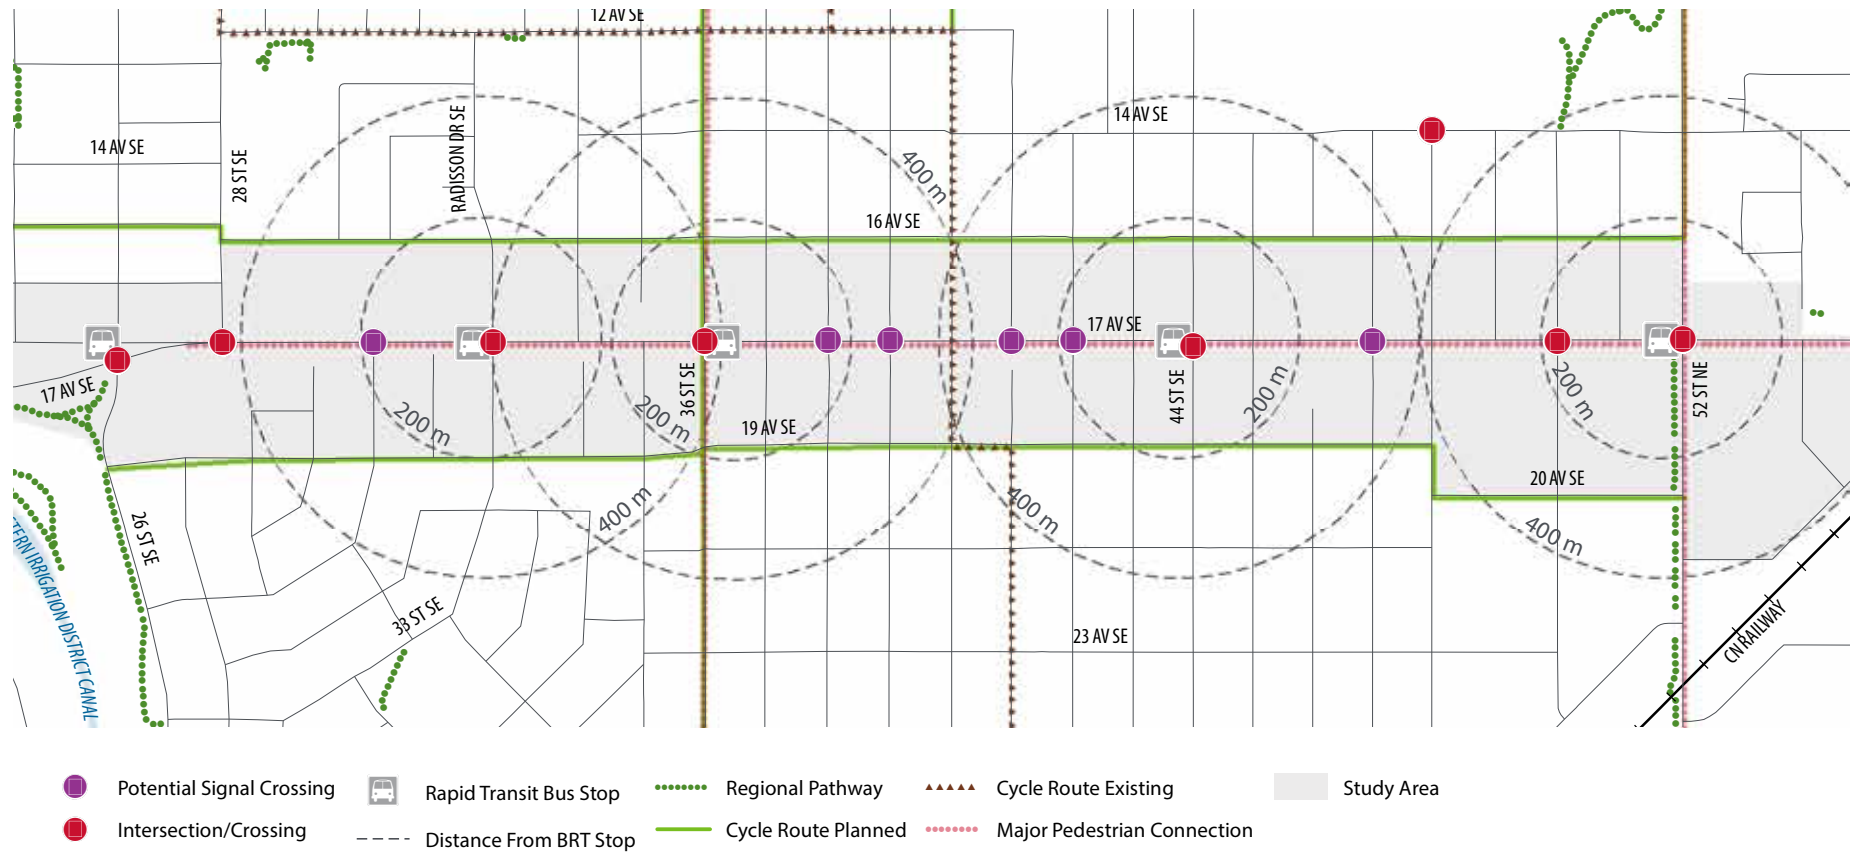 12 AV SE
14 AV SE
28 ST SE
RADISSON DR SE
14 AV SE
400 m
16 AV SE
17 AV SE
17 AV SE
200 m
200 m
36 ST SE
19 AV SE
44 ST SE
200 m
200 m
52 ST NE
20 AV SE
400 m
400 m
400 m
26 ST SE
TERN IRRIGATION DISTRICT CANAL
33 ST SE
23 AV SE
CN RAILWAY
Potential Signal Crossing
Rapid Transit Bus Stop
Regional Pathway
Cycle Route Existing
Study Area
Intersection/Crossing
Distance From BRT Stop
Cycle Route Planned
Major Pedestrian Connection